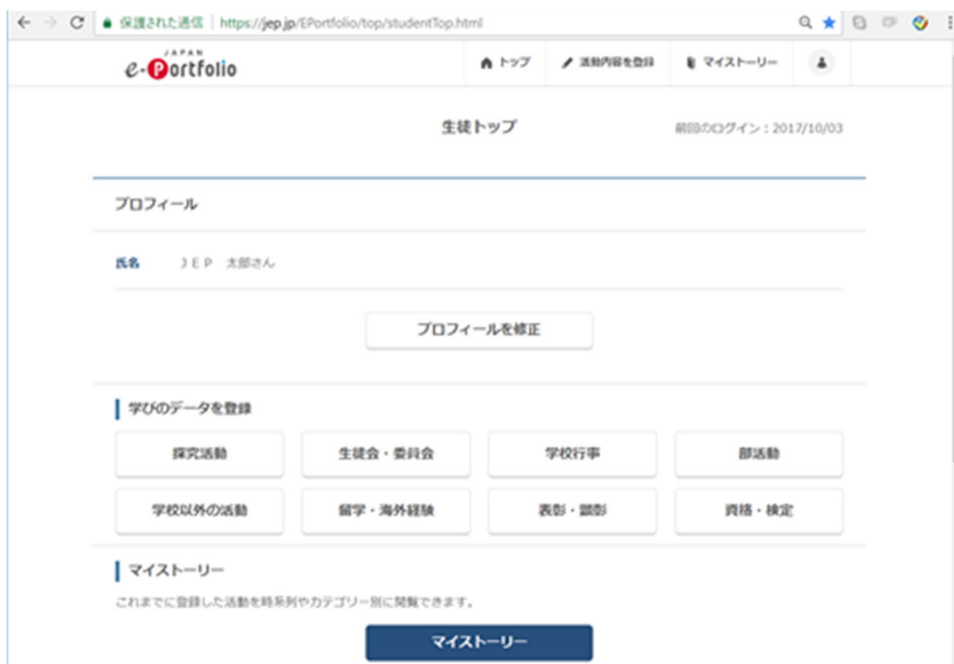 保護された通信 | https://jep.jp/EPortfolio/top/studentTop.html
JAPAN
e-Portfolio
トップ 活動内容を登録 マイストーリー
生徒トップ
前回のログイン：2017/10/03
プロフィール
氏名 ＪＥＰ 太郎さん
プロフィールを修正
学びのデータを登録
探究活動 生徒会・委員会 学校行事 部活動
学校以外の活動 留学・海外経験 表彰・顕彰 資格・検定
マイストーリー
これまでに登録した活動を時系列やカテゴリー別に閲覧できます。
マイストーリー